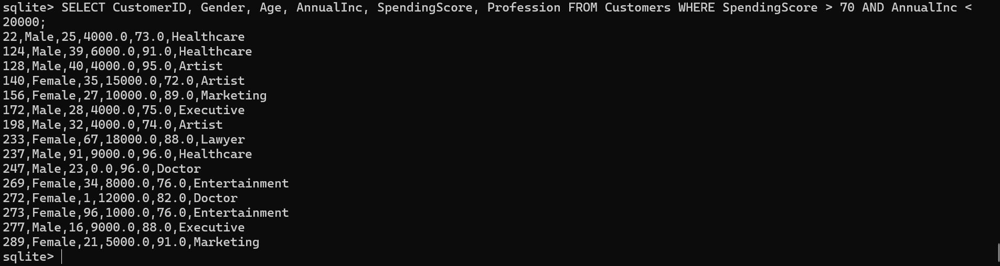 sqlite> SELECT CustomerID, Gender, Age, AnnualInc, SpendingScore, Profession FROM Customers WHERE SpendingScore > 70 AND AnnualInc <
20000;
22,Male,25,4000.0,73.0,Healthcare
124,Male,39,6000.0,91.0,Healthcare
128,Male,40,4000.0,95.0,Artist
140,Female,35,15000.0,72.0,Artist
156,Female,27,10000.0,89.0,Marketing
172,Male,28,4000.0,75.0,Executive
198,Male,32,4000.0,74.0,Artist
233,Female,67,18000.0,88.0,Lawyer
237,Male,91,9000.0,96.0,Healthcare
247,Male,23,0.0,96.0,Doctor
269,Female,34,8000.0,76.0,Entertainment
272,Female,1,12000.0,82.0,Doctor
273,Female,96,1000.0,76.0,Entertainment
277,Male,16,9000.0,88.0,Executive
289,Female,21,5000.0,91.0,Marketing
sqlite>